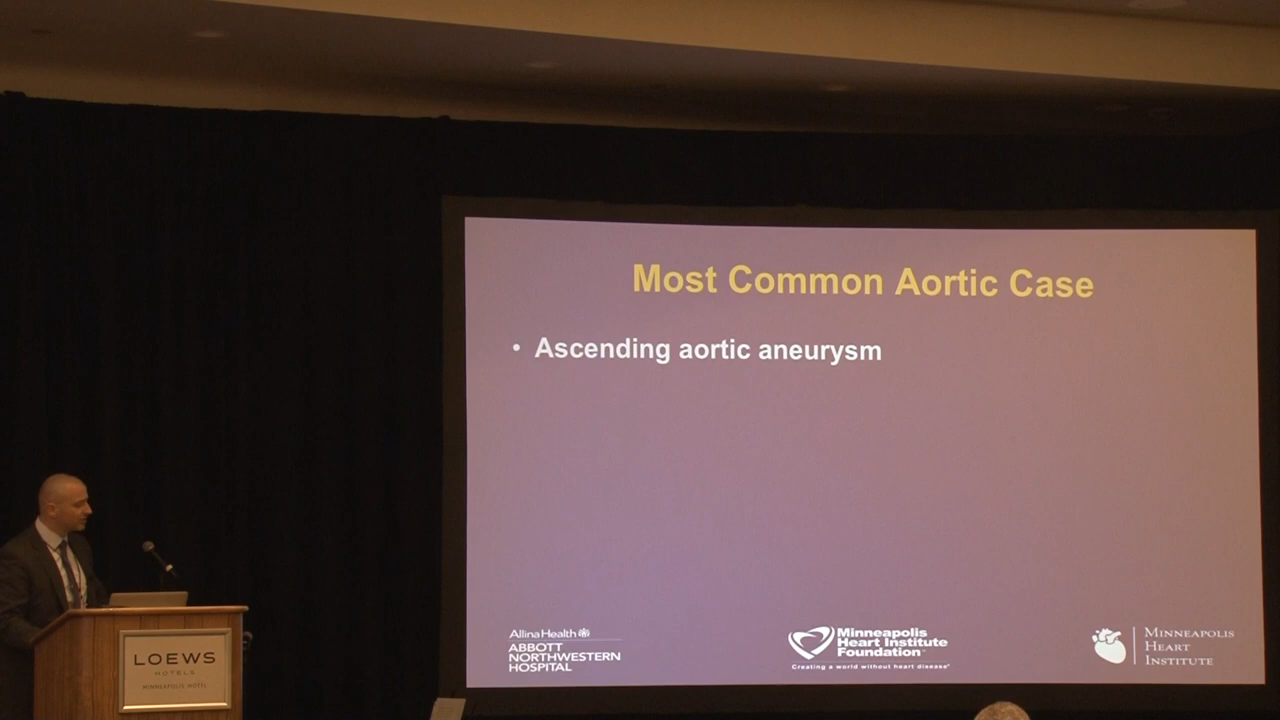 Most Common Aortic Case
• Ascending aortic aneurysm
Allina Health
ABBOTT
NORTHWESTERN
HOSPITAL
Minneapolis
Heart Institute
Foundation
Creating a world without heart disease®
MINNEAPOLIS
HEART
INSTITUTE
LOEWS
HOTELS
MINNEAPOLIS HOTEL